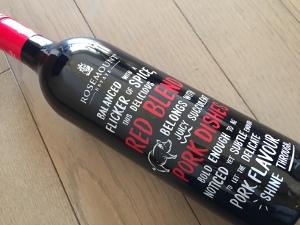 ROSEMOUNT
ESTATE
BALANCED WITH A
FLICKER OF SPICE
THIS DELICIOUS
RED BLEND
BELONGS WITH
JUICY SUCCULENT
PORK DISHES
BOLD ENOUGH TO BE
NOTICED YET SUBTLE ENOUGH
TO LET THE DELICATE
PORK FLAVOUR
SHINE THROUGH.